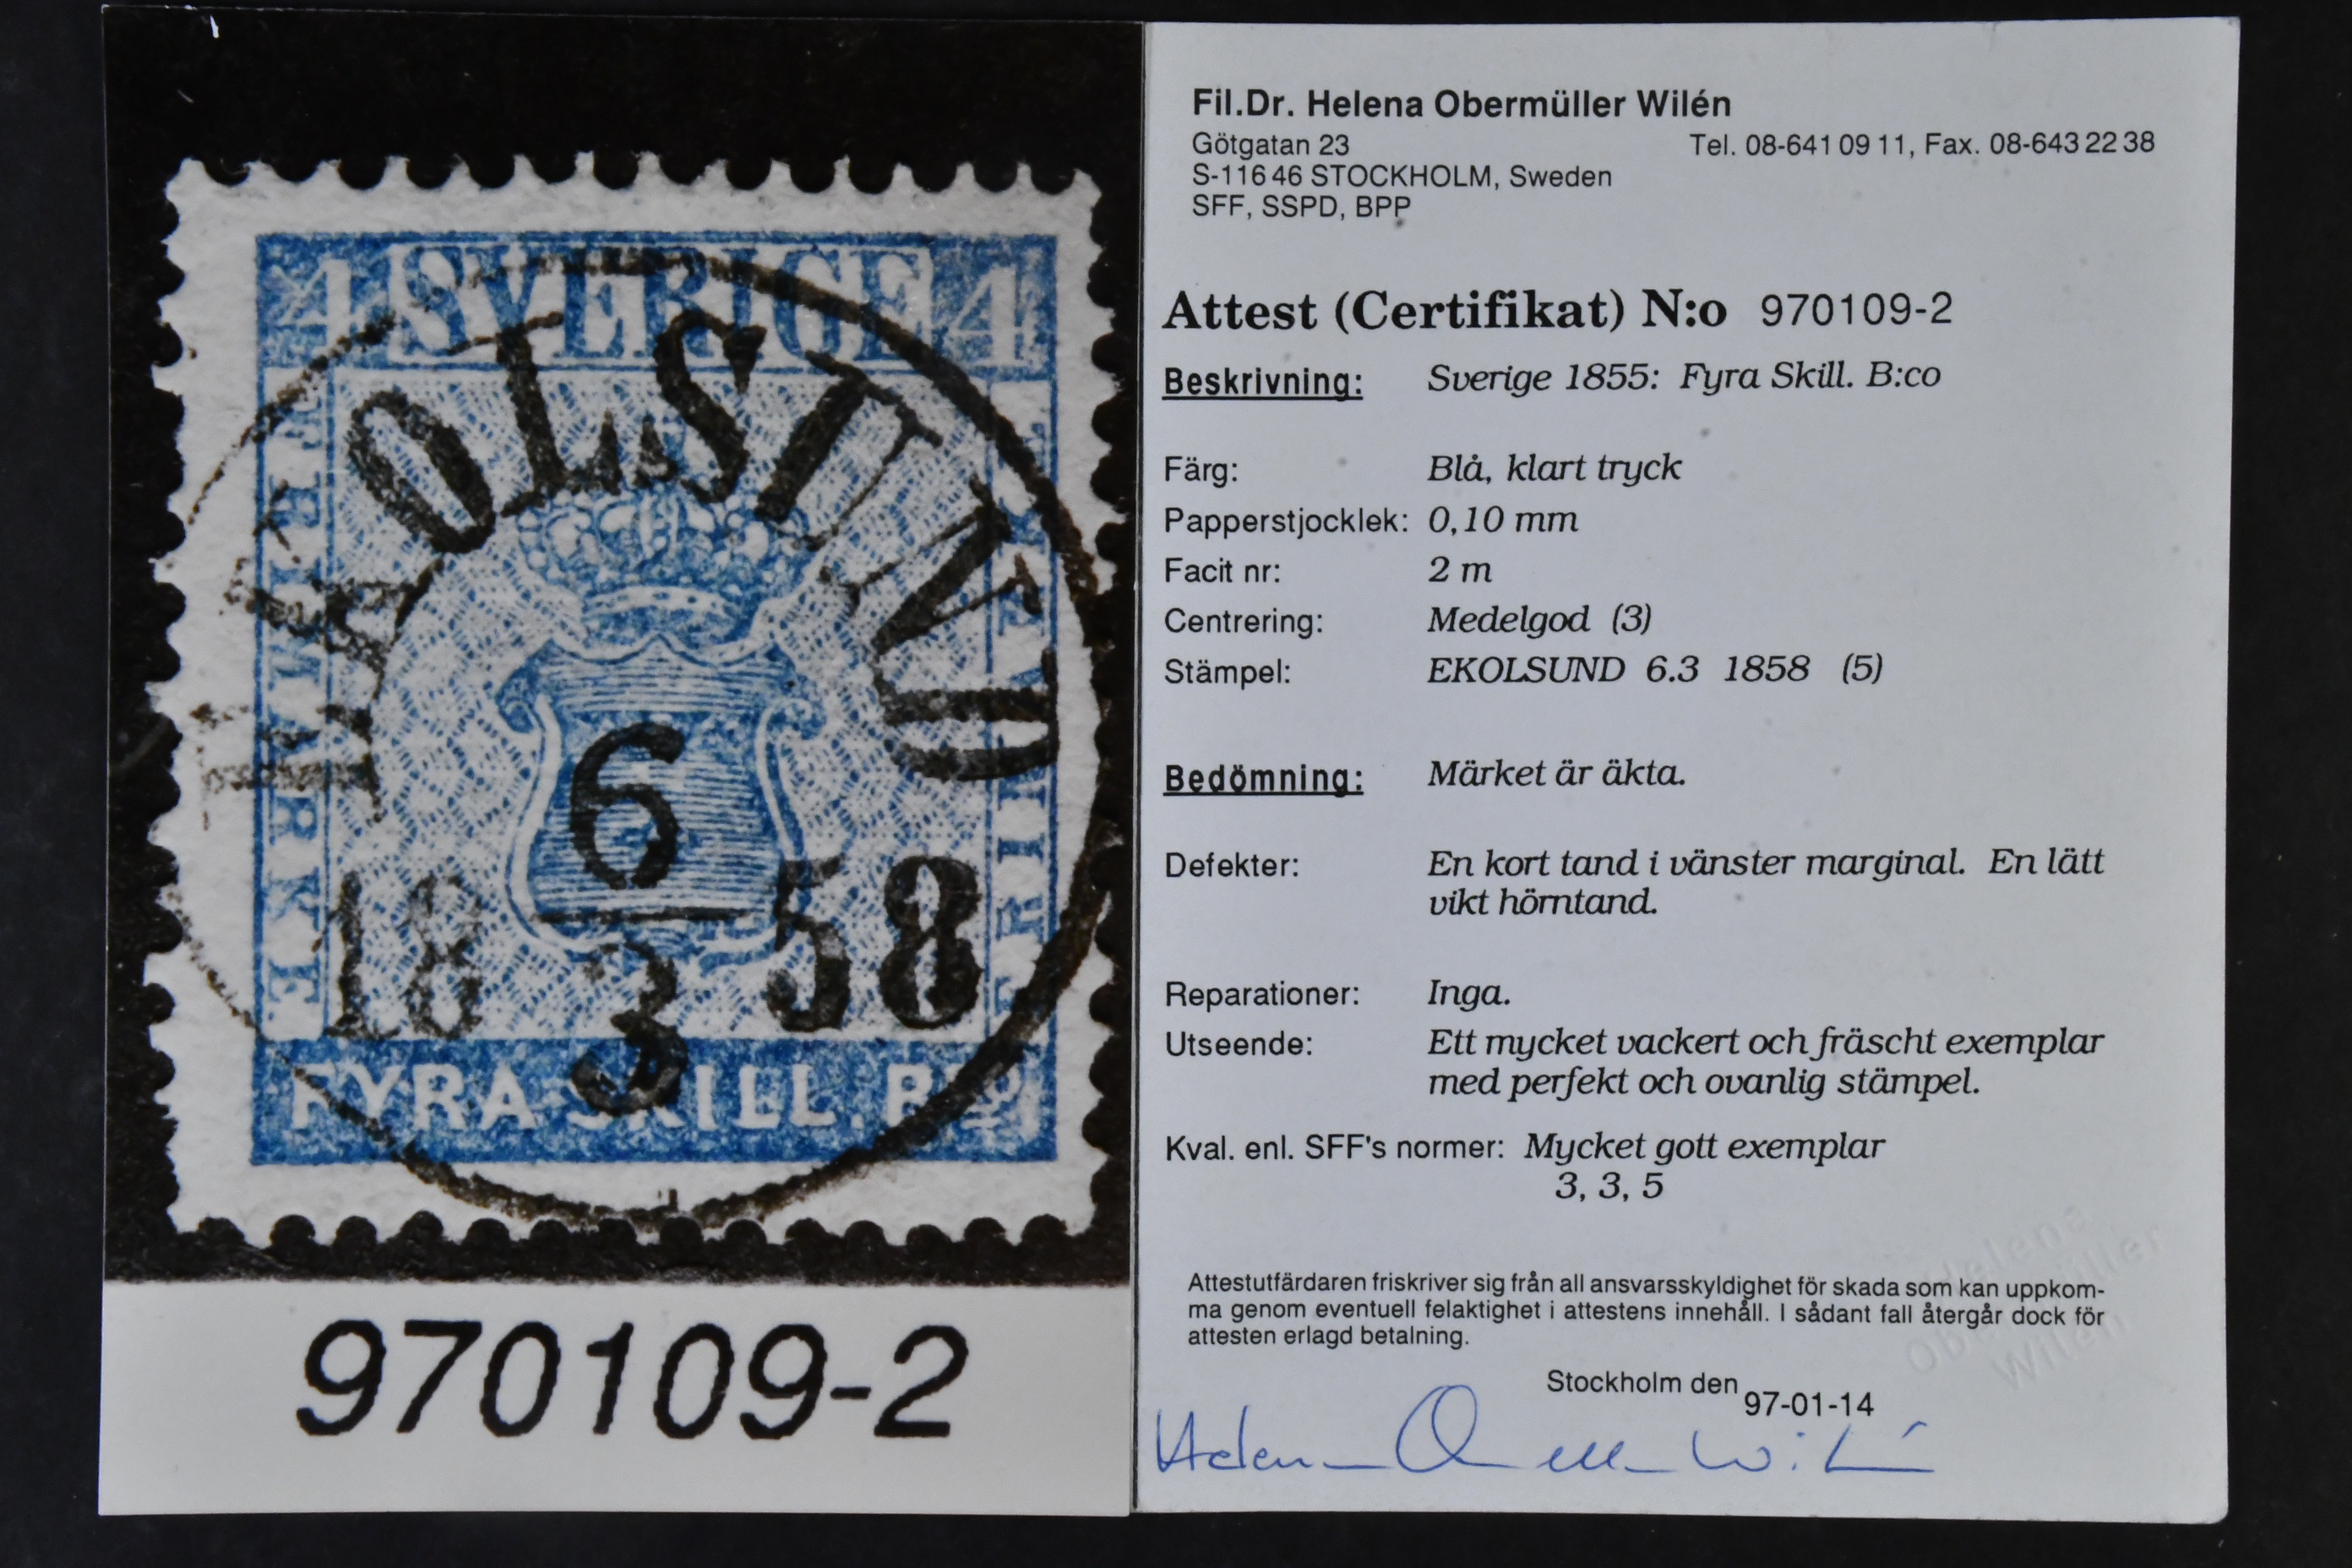 4 SVERIGE 4
FRIMÄRKE
EKOLSUND
6
18 58
3
FYRA SKILL. B
970109-2
Fil.Dr. Helena Obermüller Wilén
Götgatan 23
Tel. 08-641 09 11, Fax. 08-643 22 38
S-116 46 STOCKHOLM, Sweden
SFF, SSPD, BPP
Attest (Certifikat) N:o 970109-2
Beskrivning: Sverige 1855: Fyra Skill. B:co
Färg: Blå, klart tryck
Papperstjocklek: 0,10 mm
Facit nr: 2 m
Centrering: Medelgod (3)
Stämpel: EKOLSUND 6.3 1858 (5)
Bedömning: Märket är äkta.
Defekter: En kort tand i vänster marginal. En lätt
vikt hörntand.
Reparationer: Inga.
Utseende: Ett mycket vackert och fräscht exemplar
med perfekt och ovanlig stämpel.
Kval. enl. SFF's normer: Mycket gott exemplar
3, 3, 5
Attestutfärdaren friskriver sig från all ansvarsskyldighet för skada som kan uppkom-
ma genom eventuell felaktighet i attestens innehåll. I sådant fall återgår dock för
attesten erlagd betalning.
Helena
Obermüller
Wilén
Stockholm den 97-01-14
Helena Obermüller Wilén